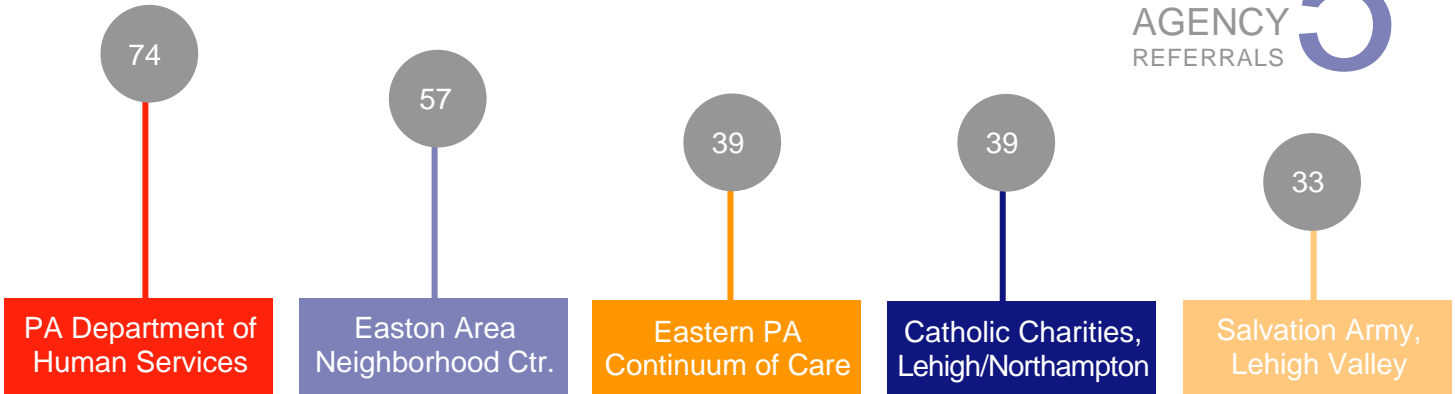 AGENCY
REFERRALS
74
57
39
39
33
PA Department of
Human Services
Easton Area
Neighborhood Ctr.
Eastern PA
Continuum of Care
Catholic Charities,
Lehigh/Northampton
Salvation Army,
Lehigh Valley